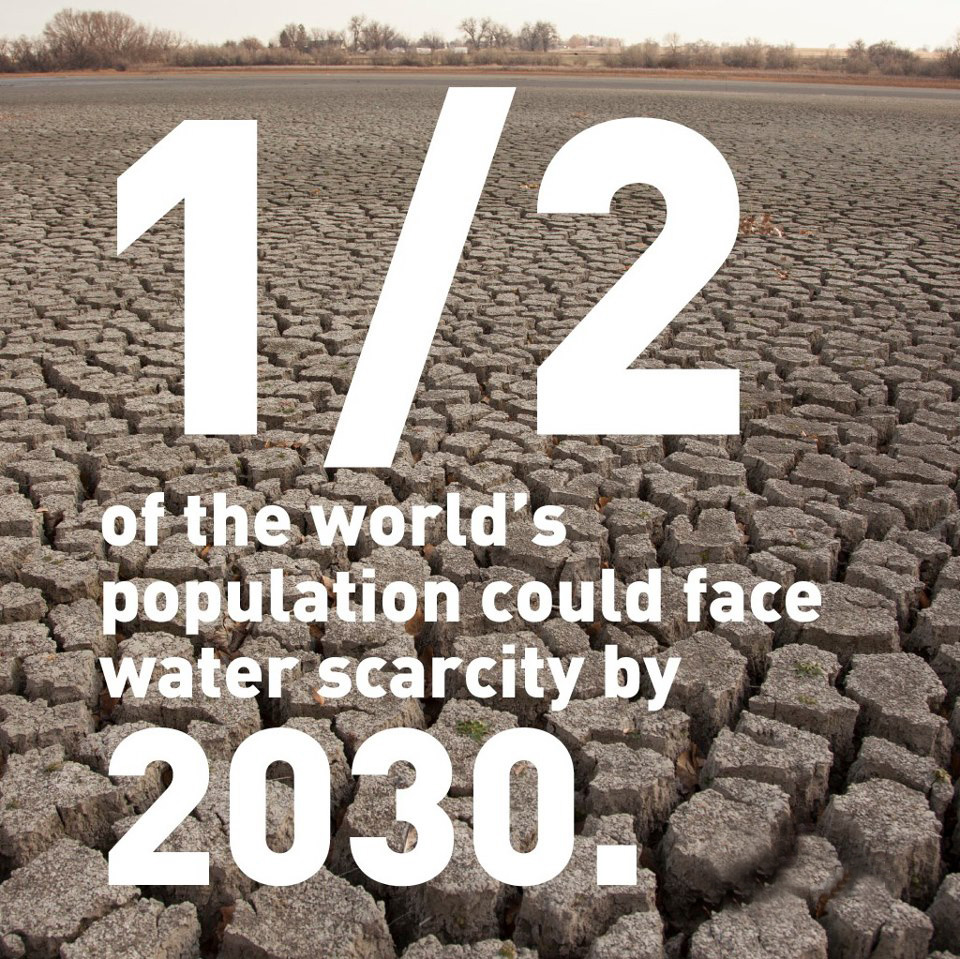 1/2
of the world's
population could face
water scarcity by
2030.